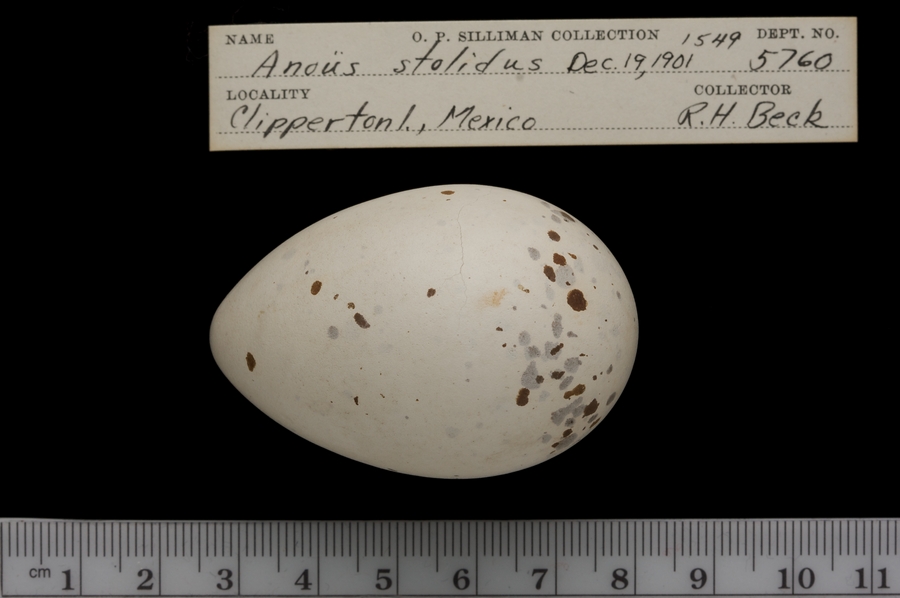 NAME O. P. SILLIMAN COLLECTION 1549 DEPT. NO.
Anoüs stolidus Dec. 19, 1901 5760
LOCALITY COLLECTOR
Clipperton I., Mexico R.H. Beck
cm 1 2 3 4 5 6 7 8 9 10 11